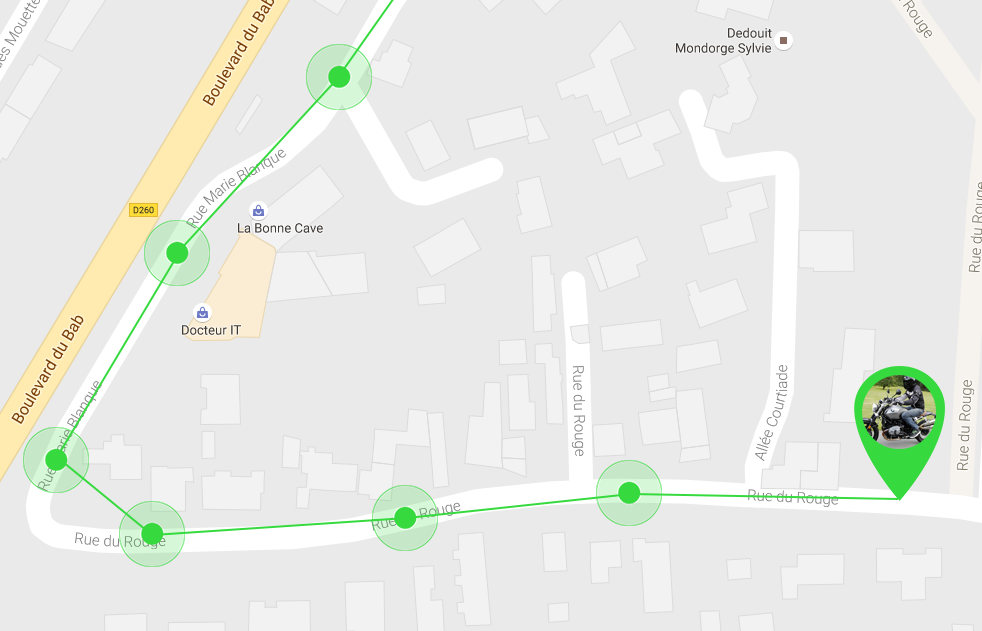 es Mouette
Boulevard du Bab
Rouge
Dedouit
Mondorge Sylvie
Rue Marie Blanque
D260
La Bonne Cave
Docteur IT
Rue du Rouge
Boulevard du Bab
Rue Marie Blanque
Rue du Rouge
Allée Courtiade
Rue du Rouge
Rue du Rouge
Rue du Rouge
Rue du Rouge